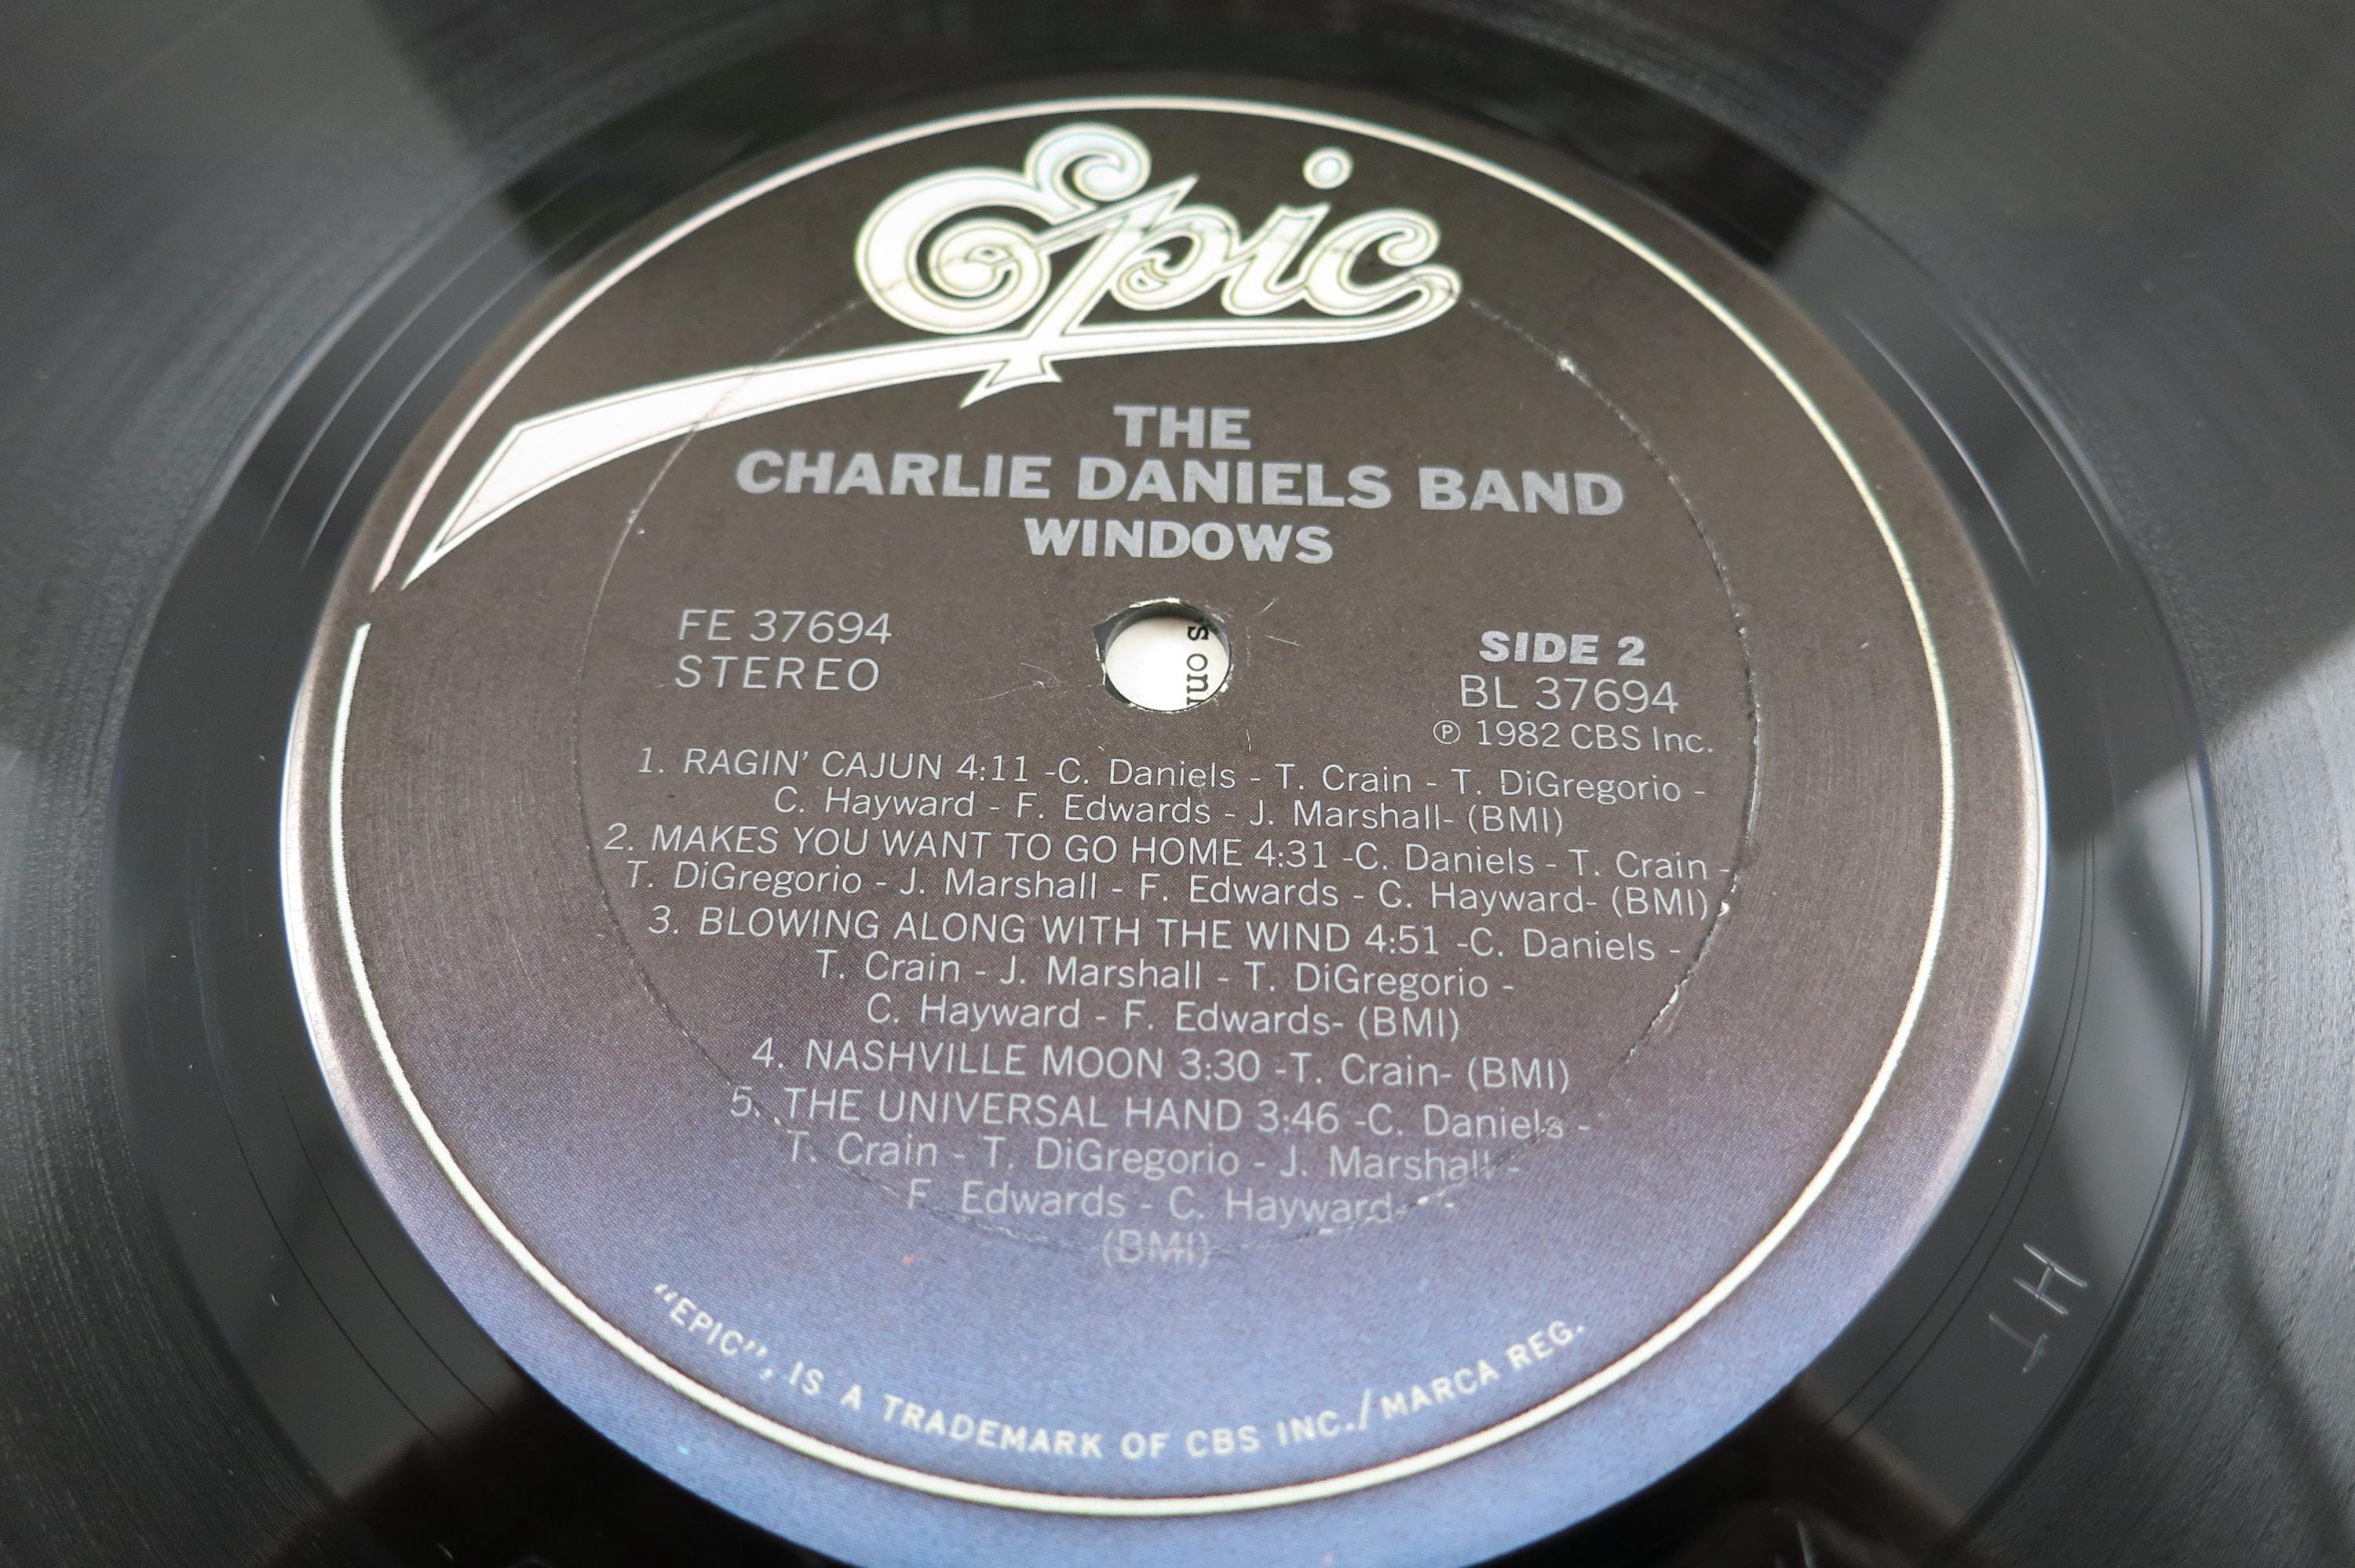 Epic
THE
CHARLIE DANIELS BAND
WINDOWS
FE 37694
STEREO
s on
SIDE 2
BL 37694
℗ 1982 CBS Inc.
1. RAGIN' CAJUN 4:11 -C. Daniels - T. Crain - T. DiGregorio -
C. Hayward - F. Edwards - J. Marshall- (BMI)
2. MAKES YOU WANT TO GO HOME 4:31 -C. Daniels - T. Crain -
T. DiGregorio - J. Marshall - F. Edwards - C. Hayward- (BMI)
3. BLOWING ALONG WITH THE WIND 4:51 -C. Daniels -
T. Crain - J. Marshall - T. DiGregorio -
C. Hayward - F. Edwards- (BMI)
4. NASHVILLE MOON 3:30 -T. Crain- (BMI)
5. THE UNIVERSAL HAND 3:46 -C. Daniels -
T. Crain - T. DiGregorio - J. Marshall -
F. Edwards - C. Hayward-
(BMI)
"EPIC", IS A TRADEMARK OF CBS INC./MARCA REG.